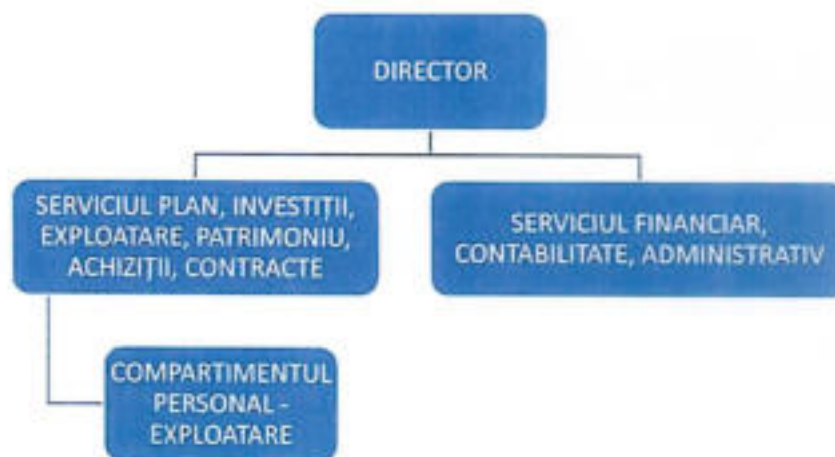 DIRECTOR
SERVICIUL PLAN, INVESTIȚII,
EXPLOATARE, PATRIMONIU,
ACHIZIȚII, CONTRACTE
SERVICIUL FINANCIAR,
CONTABILITATE, ADMINISTRATIV
COMPARTIMENTUL
PERSONAL -
EXPLOATARE